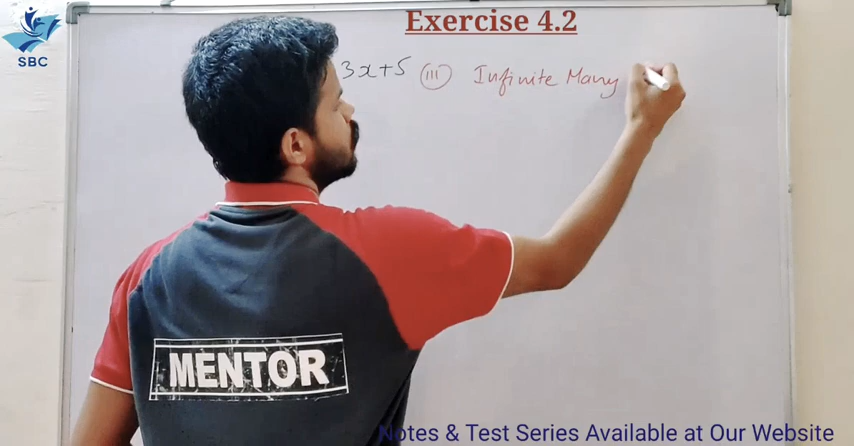 Exercise 4.2
SBC
3x+5 (iii) Infinite Many
MENTOR
Notes & Test Series Available at Our Website